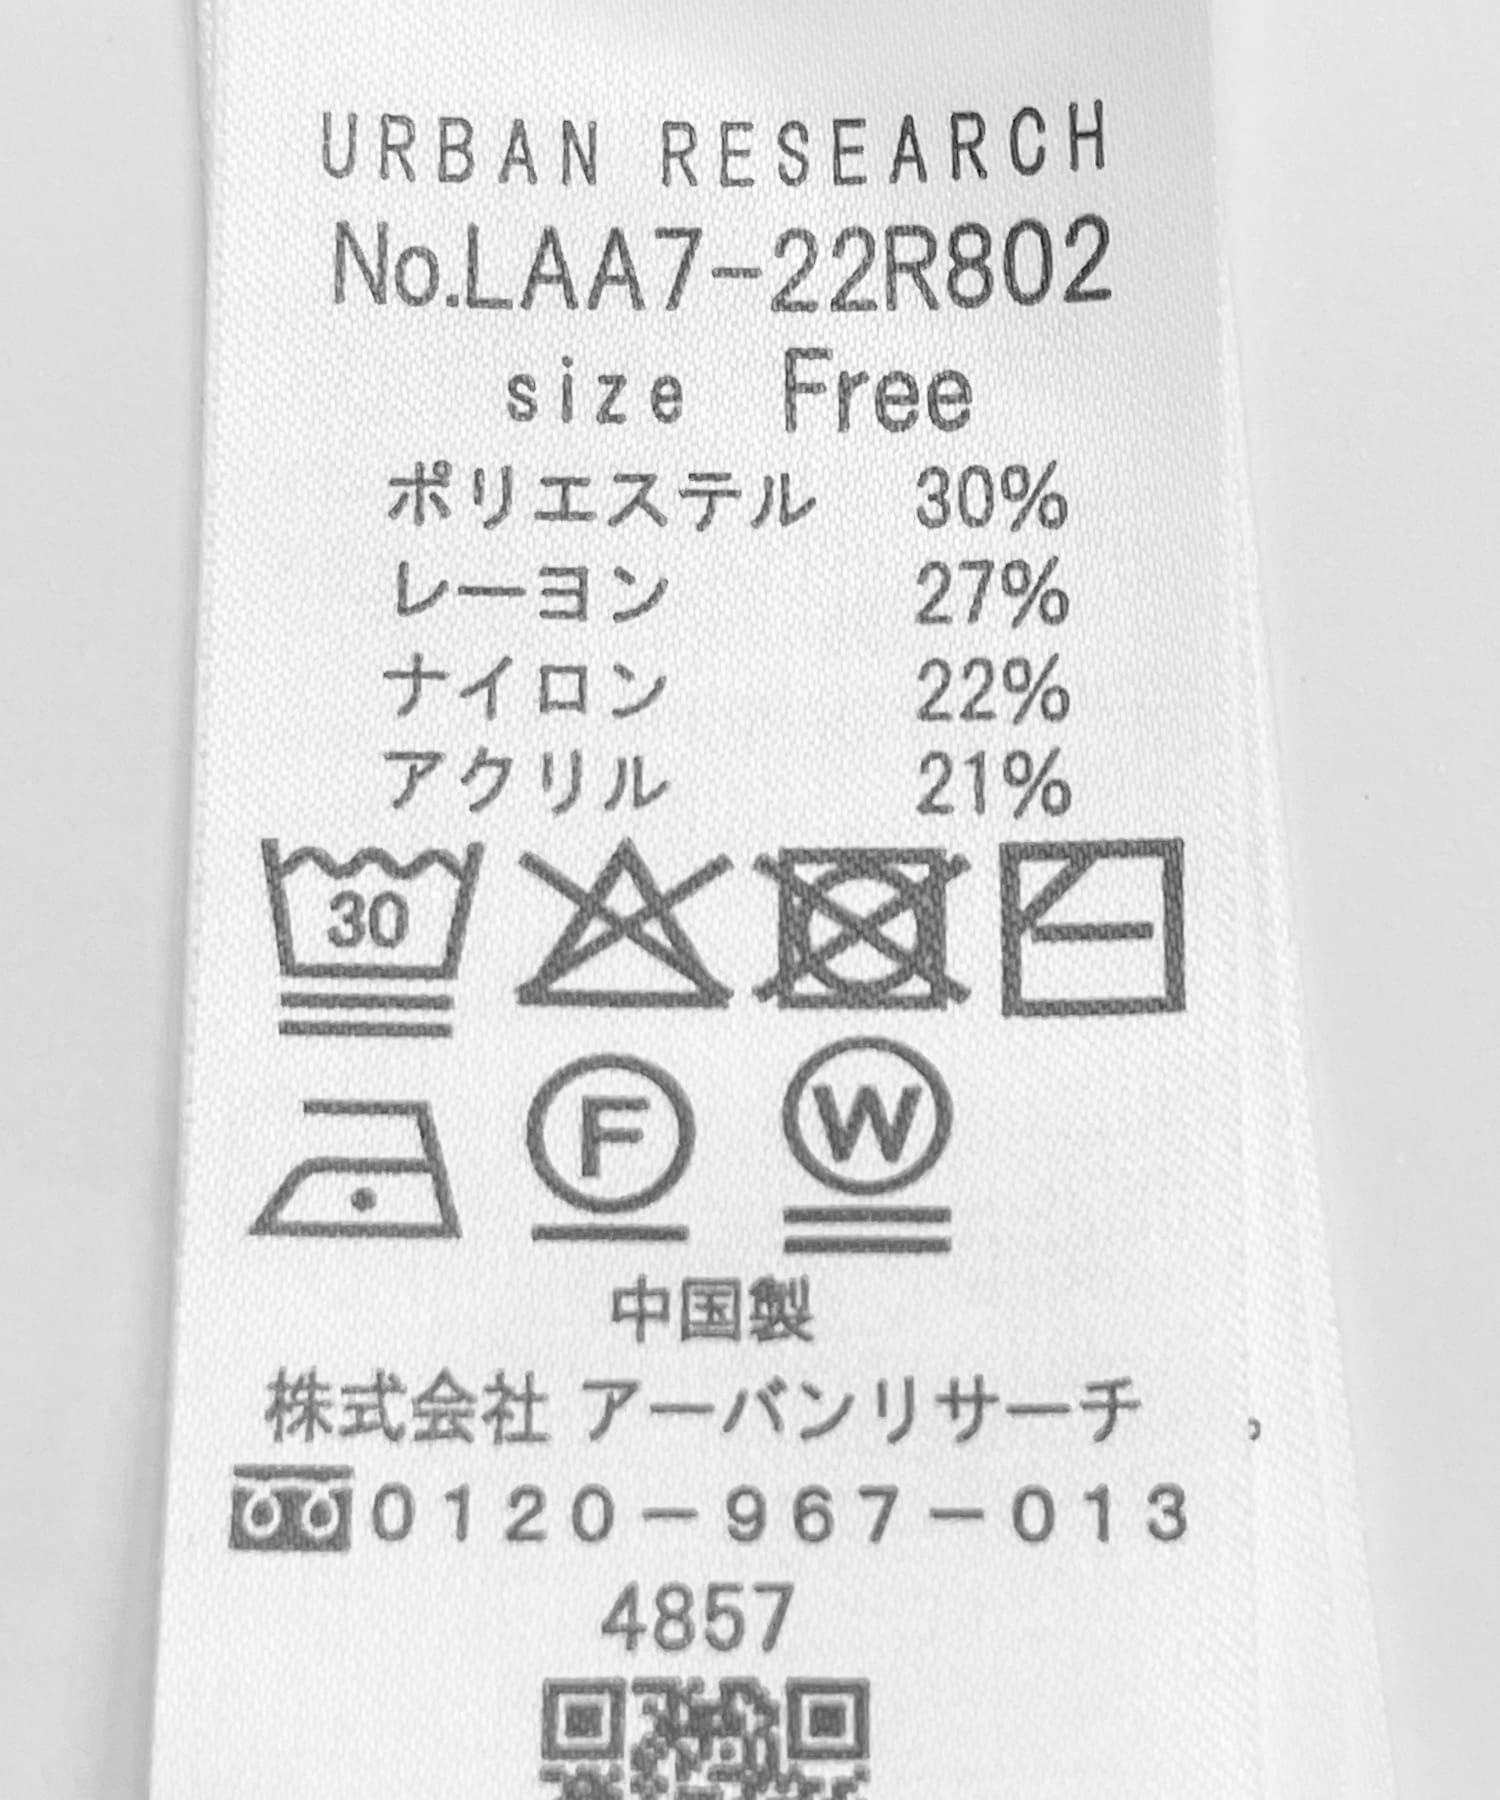 URBAN RESEARCH
No.LAA7-22R802
size Free
ポリエステル 30%
レーヨン 27%
ナイロン 22%
アクリル 21%
30
F W
中国製
株式会社 アーバンリサーチ
0120-967-013
4857